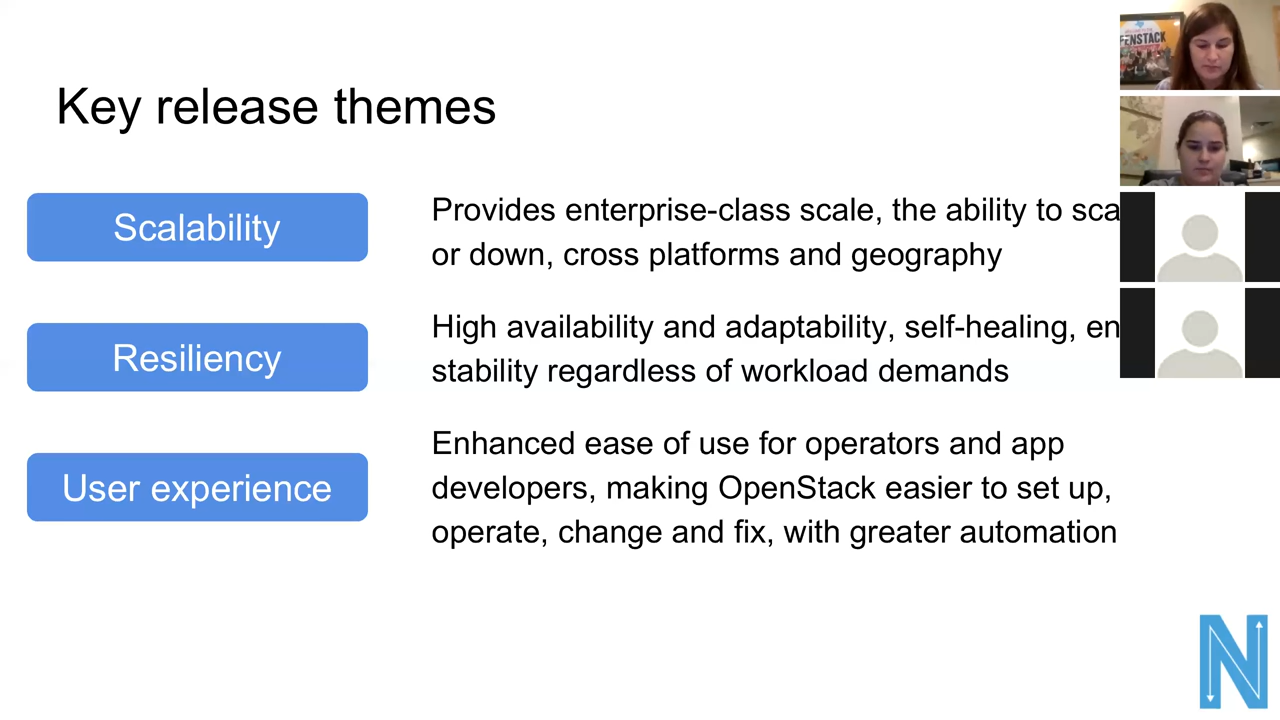 Key release themes
Scalability
Provides enterprise-class scale, the ability to
or down, cross platforms and geography
Resiliency
High availability and adaptability, self-healing,
stability regardless of workload demands
User experience
Enhanced ease of use for operators and app
developers, making OpenStack easier to set up,
operate, change and fix, with greater automation
N